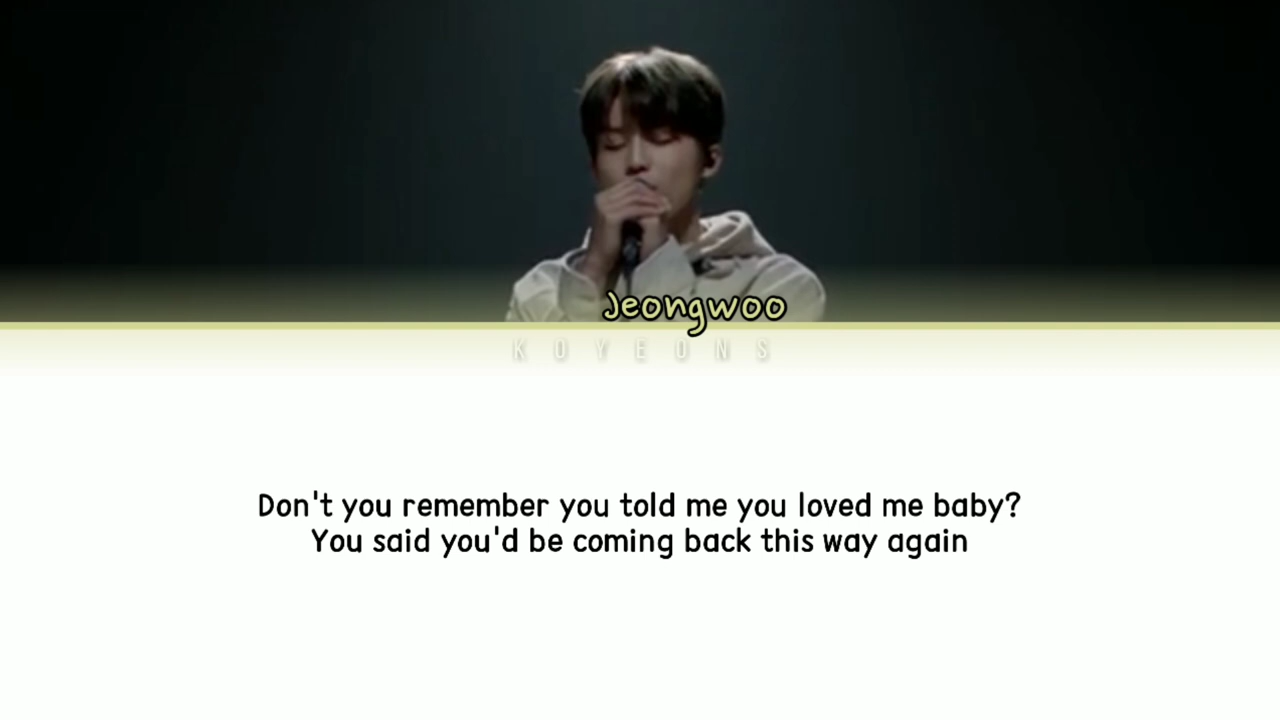 Jeongwoo
KOYEONS
Don't you remember you told me you loved me baby?
You said you'd be coming back this way again